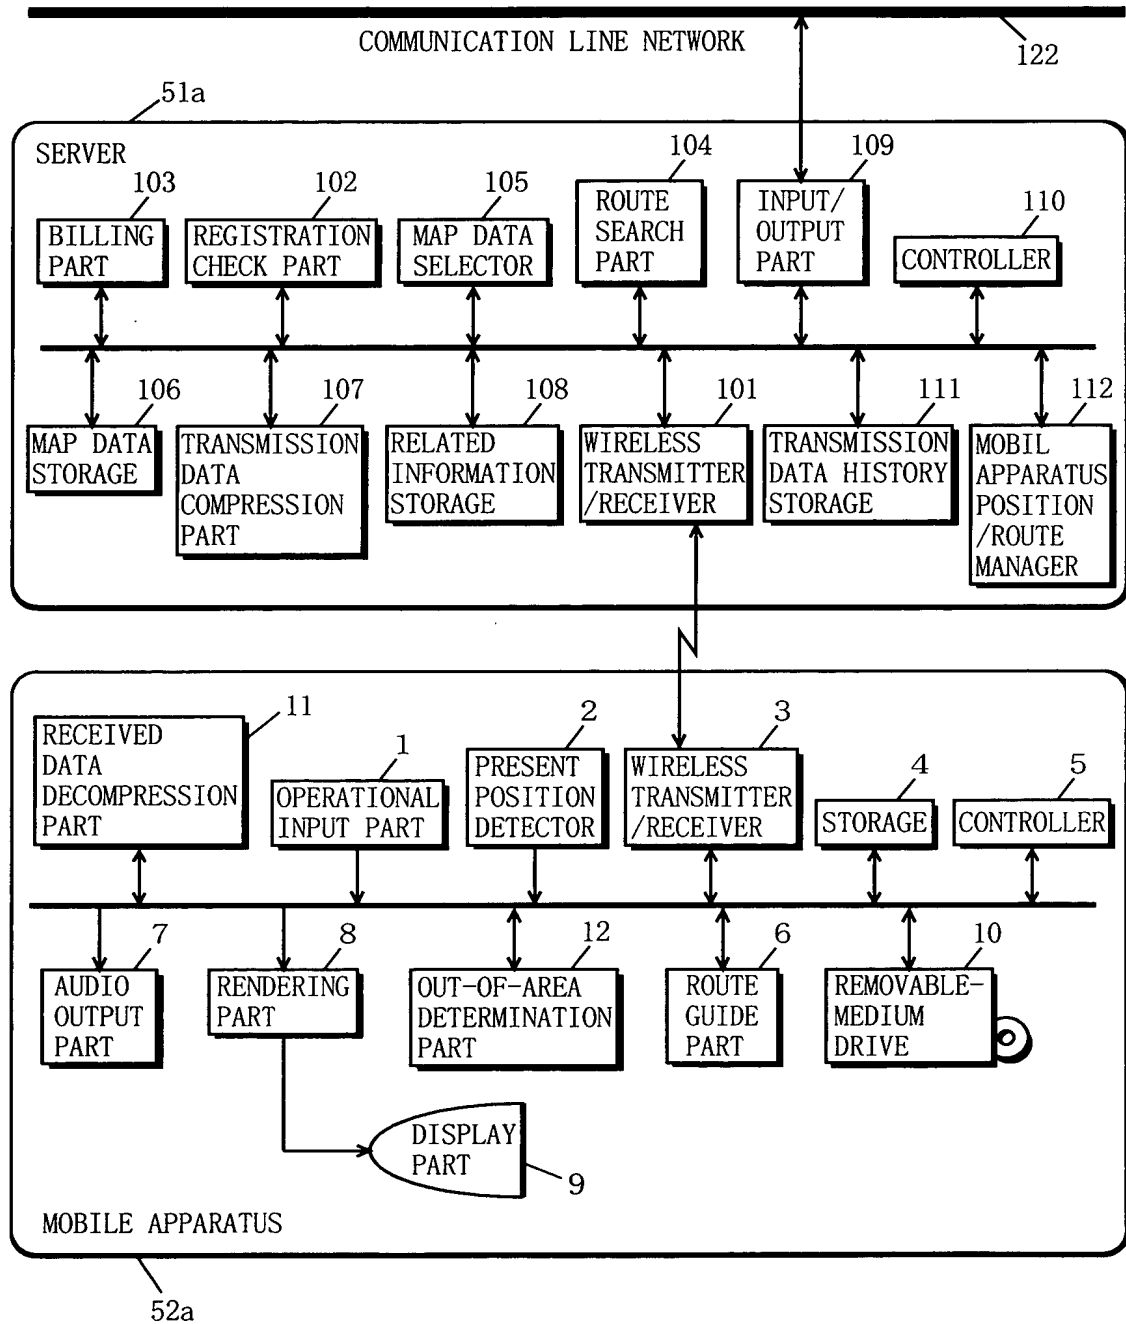 COMMUNICATION LINE NETWORK
122
51a
SERVER
103
BILLING
PART
102
REGISTRATION
CHECK PART
105
MAP DATA
SELECTOR
104
ROUTE
SEARCH
PART
109
INPUT/
OUTPUT
PART
110
CONTROLLER
106
MAP DATA
STORAGE
107
TRANSMISSION
DATA
COMPRESSION
PART
108
RELATED
INFORMATION
STORAGE
101
WIRELESS
TRANSMITTER
/RECEIVER
111
TRANSMISSION
DATA HISTORY
STORAGE
112
MOBIL
APPARATUS
POSITION
/ROUTE
MANAGER
11
RECEIVED
DATA
DECOMPRESSION
PART
1
OPERATIONAL
INPUT PART
2
PRESENT
POSITION
DETECTOR
3
WIRELESS
TRANSMITTER
/RECEIVER
4
STORAGE
5
CONTROLLER
7
AUDIO
OUTPUT
PART
8
RENDERING
PART
12
OUT-OF-AREA
DETERMINATION
PART
6
ROUTE
GUIDE
PART
10
REMOVABLE-
MEDIUM
DRIVE
DISPLAY
PART
9
MOBILE APPARATUS
52a